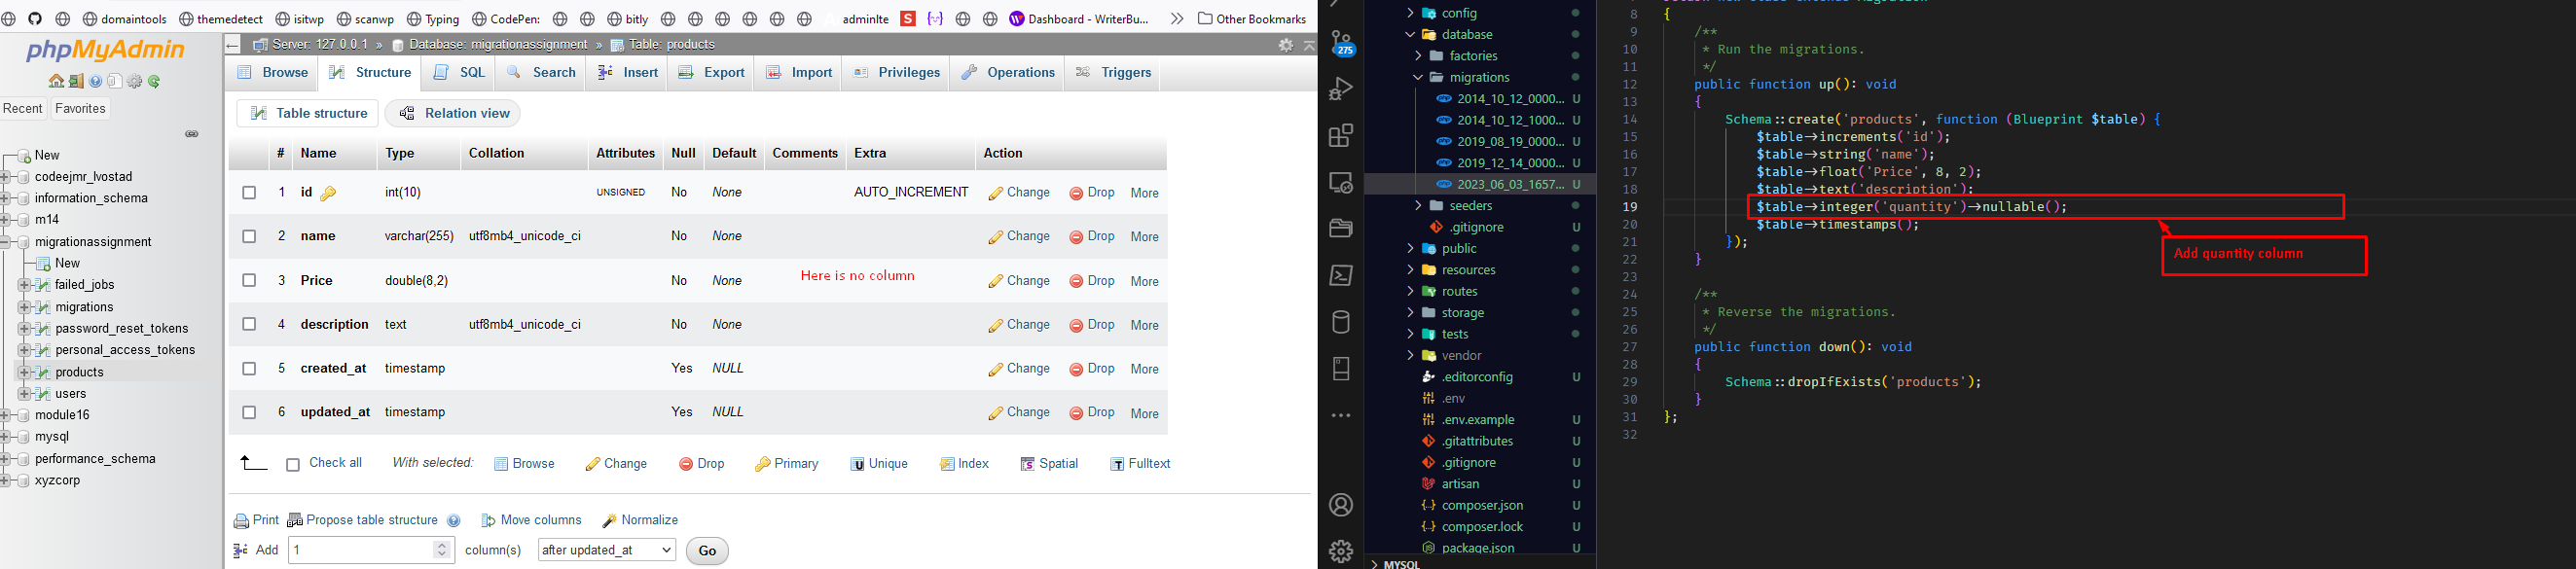 domaintools themedetect isitwp scanwp Typing CodePen: bitly adminlte S {/} Dashboard - WriterBu... Other Bookmarks
phpMyAdmin
Recent Favorites
New
codeejmr_lvostad
information_schema
m14
migrationassignment
New
failed_jobs
migrations
password_reset_tokens
personal_access_tokens
products
users
module16
mysql
performance_schema
xyzcorp
Server: 127.0.0.1 » Database: migrationassignment » Table: products
Browse Structure SQL Search Insert Export Import Privileges Operations Triggers
Table structure Relation view
# Name Type Collation Attributes Null Default Comments Extra Action
1 id int(10) UNSIGNED No None AUTO_INCREMENT Change Drop More
2 name varchar(255) utf8mb4_unicode_ci No None Change Drop More
3 Price double(8,2) No None Change Drop More
Here is no column
4 description text utf8mb4_unicode_ci No None Change Drop More
5 created_at timestamp Yes NULL Change Drop More
6 updated_at timestamp Yes NULL Change Drop More
Check all With selected: Browse Change Drop Primary Unique Index Spatial Fulltext
Print Propose table structure Move columns Normalize
Add 1 column(s) after updated_at Go
275
config
database
factories
migrations
2014_10_12_0000... U
2014_10_12_1000... U
2019_08_19_0000... U
2019_12_14_0000... U
2023_06_03_1657... U
seeders
.gitignore U
public
resources
routes
storage
tests
vendor
.editorconfig U
.env
.env.example U
.gitattributes U
.gitignore U
artisan U
composer.json U
composer.lock U
package.json U
MYSQL
8 {
9 /**
10 * Run the migrations.
11 */
12 public function up(): void
13 {
14 Schema::create('products', function (Blueprint $table) {
15 $table->increments('id');
16 $table->string('name');
17 $table->float('Price', 8, 2);
18 $table->text('description');
19 $table->integer('quantity')->nullable();
20 $table->timestamps();
21 });
22 }
23
24 /**
25 * Reverse the migrations.
26 */
27 public function down(): void
28 {
29 Schema::dropIfExists('products');
30 }
31 };
32
Add quantity column